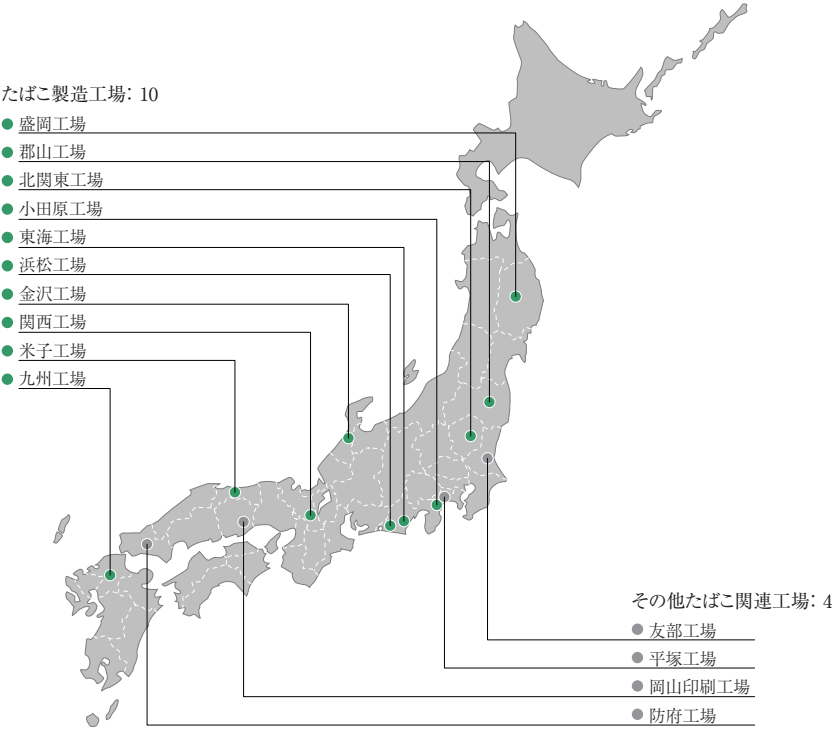 たばこ製造工場：10
盛岡工場
郡山工場
北関東工場
小田原工場
東海工場
浜松工場
金沢工場
関西工場
米子工場
九州工場
その他たばこ関連工場：4
友部工場
平塚工場
岡山印刷工場
防府工場